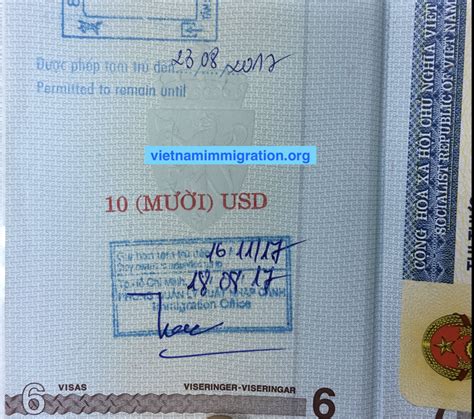 Được phép tạm trú đến 23/08/2017
Permitted to remain until
vietnamimmigration.org
10 (MƯỜI) USD
16.11/17
18.08.17
Immigration Office
6 VISAS VISERINGER-VISERINGAR 6
CỘNG HÒA XÃ HỘI CHỦ NGHĨA VIỆT
SOCIALIST REPUBLIC OF VIET NAM